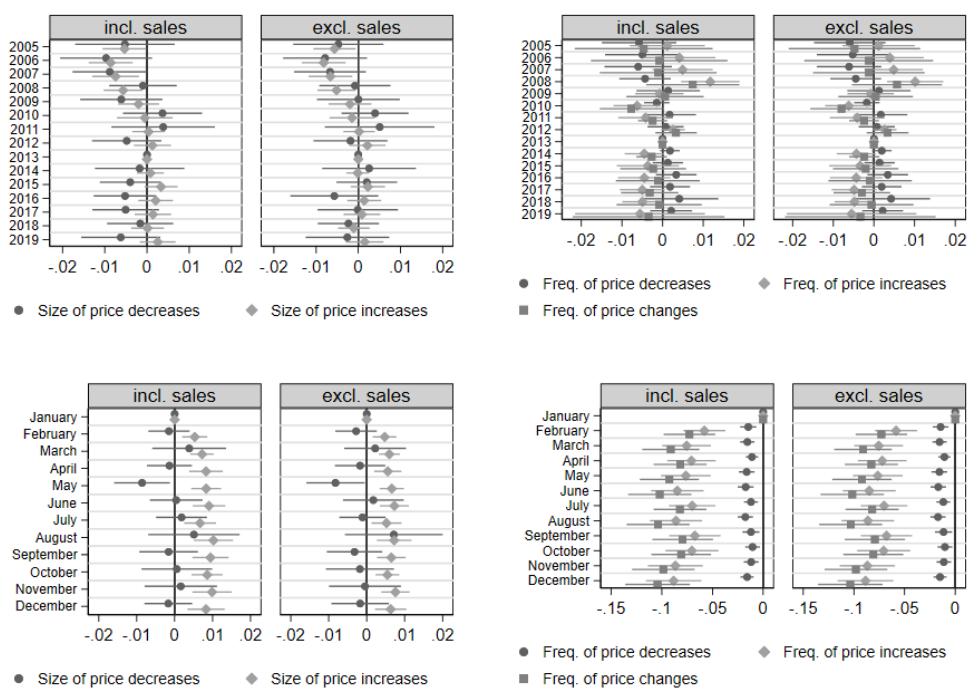 incl. sales
excl. sales
2005
2006
2007
2008
2009
2010
2011
2012
2013
2014
2015
2016
2017
2018
2019
-.02 -.01 0 .01 .02
-.02 -.01 0 .01 .02
Size of price decreases
Size of price increases
incl. sales
excl. sales
2005
2006
2007
2008
2009
2010
2011
2012
2013
2014
2015
2016
2017
2018
2019
-.02 -.01 0 .01 .02
-.02 -.01 0 .01 .02
Freq. of price decreases
Freq. of price increases
Freq. of price changes
incl. sales
excl. sales
January
February
March
April
May
June
July
August
September
October
November
December
-.02 -.01 0 .01 .02
-.02 -.01 0 .01 .02
Size of price decreases
Size of price increases
incl. sales
excl. sales
January
February
March
April
May
June
July
August
September
October
November
December
-.15 -.1 -.05 0
-.15 -.1 -.05 0
Freq. of price decreases
Freq. of price increases
Freq. of price changes